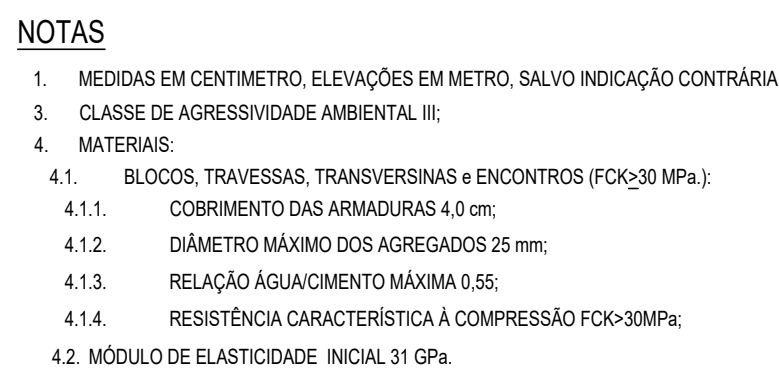 NOTAS
1. MEDIDAS EM CENTIMETRO, ELEVAÇÕES EM METRO, SALVO INDICAÇÃO CONTRÁRIA
3. CLASSE DE AGRESSIVIDADE AMBIENTAL III;
4. MATERIAIS:
4.1. BLOCOS, TRAVESSAS, TRANSVERSINAS e ENCONTROS (FCK≥30 MPa.):
4.1.1. COBRIMENTO DAS ARMADURAS 4,0 cm;
4.1.2. DIÂMETRO MÁXIMO DOS AGREGADOS 25 mm;
4.1.3. RELAÇÃO ÁGUA/CIMENTO MÁXIMA 0,55;
4.1.4. RESISTÊNCIA CARACTERÍSTICA À COMPRESSÃO FCK>30MPa;
4.2. MÓDULO DE ELASTICIDADE INICIAL 31 GPa.